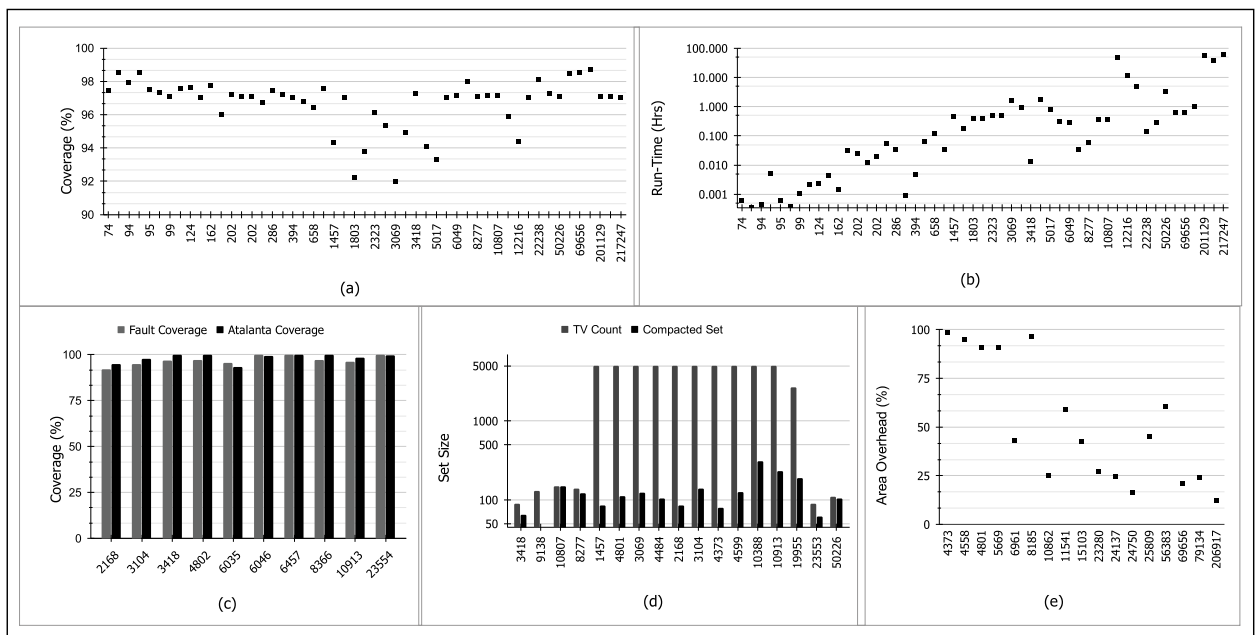 100
98
96
94
92
90
Coverage (%)
74 94 95 99 124 162 202 202 286 394 658 1457 1803 2323 3069 3418 5017 6049 8277 10807 12216 22238 50226 69656 201129 217247
(a)
100.000
10.000
1.000
0.100
0.010
0.001
Run-Time (Hrs)
74 94 95 99 124 162 202 202 286 394 658 1457 1803 2323 3069 3418 5017 6049 8277 10807 12216 22238 50226 69656 201129 217247
(b)
Fault Coverage Atalanta Coverage
100
75
50
25
0
Coverage (%)
2168 3104 3418 4802 6035 6046 6457 8366 10913 23554
(c)
TV Count Compacted Set
5000
1000
500
100
50
Set Size
3418 9138 10807 8277 1457 4801 3069 4484 2168 3104 4373 4599 10388 10913 19955 23553 50226
(d)
100
75
50
25
0
Area Overhead (%)
4373 4558 4801 5669 6961 8185 10862 11541 15103 23280 24137 24750 25809 56383 69656 79134 206917
(e)